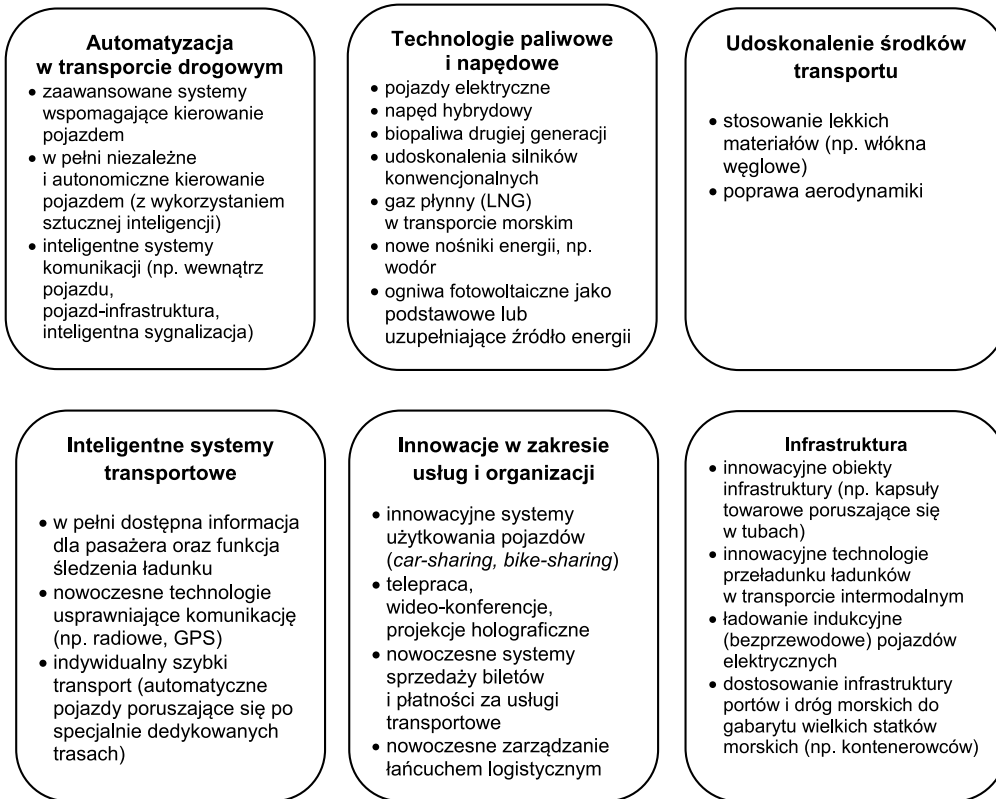 Automatyzacja
w transporcie drogowym
• zaawansowane systemy
wspomagające kierowanie
pojazdem
• w pełni niezależne
i autonomiczne kierowanie
pojazdem (z wykorzystaniem
sztucznej inteligencji)
• inteligentne systemy
komunikacji (np. wewnątrz
pojazdu,
pojazd-infrastruktura,
inteligentna sygnalizacja)
Technologie paliwowe
i napędowe
• pojazdy elektryczne
• napęd hybrydowy
• biopaliwa drugiej generacji
• udoskonalenia silników
konwencjonalnych
• gaz płynny (LNG)
w transporcie morskim
• nowe nośniki energii, np.
wodór
• ogniwa fotowoltaiczne jako
podstawowe lub
uzupełniające źródło energii
Udoskonalenie środków
transportu
• stosowanie lekkich
materiałów (np. włókna
węglowe)
• poprawa aerodynamiki
Inteligentne systemy
transportowe
• w pełni dostępna informacja
dla pasażera oraz funkcja
śledzenia ładunku
• nowoczesne technologie
usprawniające komunikację
(np. radiowe, GPS)
• indywidualny szybki
transport (automatyczne
pojazdy poruszające się po
specjalnie dedykowanych
trasach)
Innowacje w zakresie
usług i organizacji
• innowacyjne systemy
użytkowania pojazdów
(car-sharing, bike-sharing)
• telepraca,
wideo-konferencje,
projekcje holograficzne
• nowoczesne systemy
sprzedaży biletów
i płatności za usługi
transportowe
• nowoczesne zarządzanie
łańcuchem logistycznym
Infrastruktura
• innowacyjne obiekty
infrastruktury (np. kapsuły
towarowe poruszające się
w tubach)
• innowacyjne technologie
przeładunku ładunków
w transporcie intermodalnym
• ładowanie indukcyjne
(bezprzewodowe) pojazdów
elektrycznych
• dostosowanie infrastruktury
portów i dróg morskich do
gabarytu wielkich statków
morskich (np. kontenerowców)